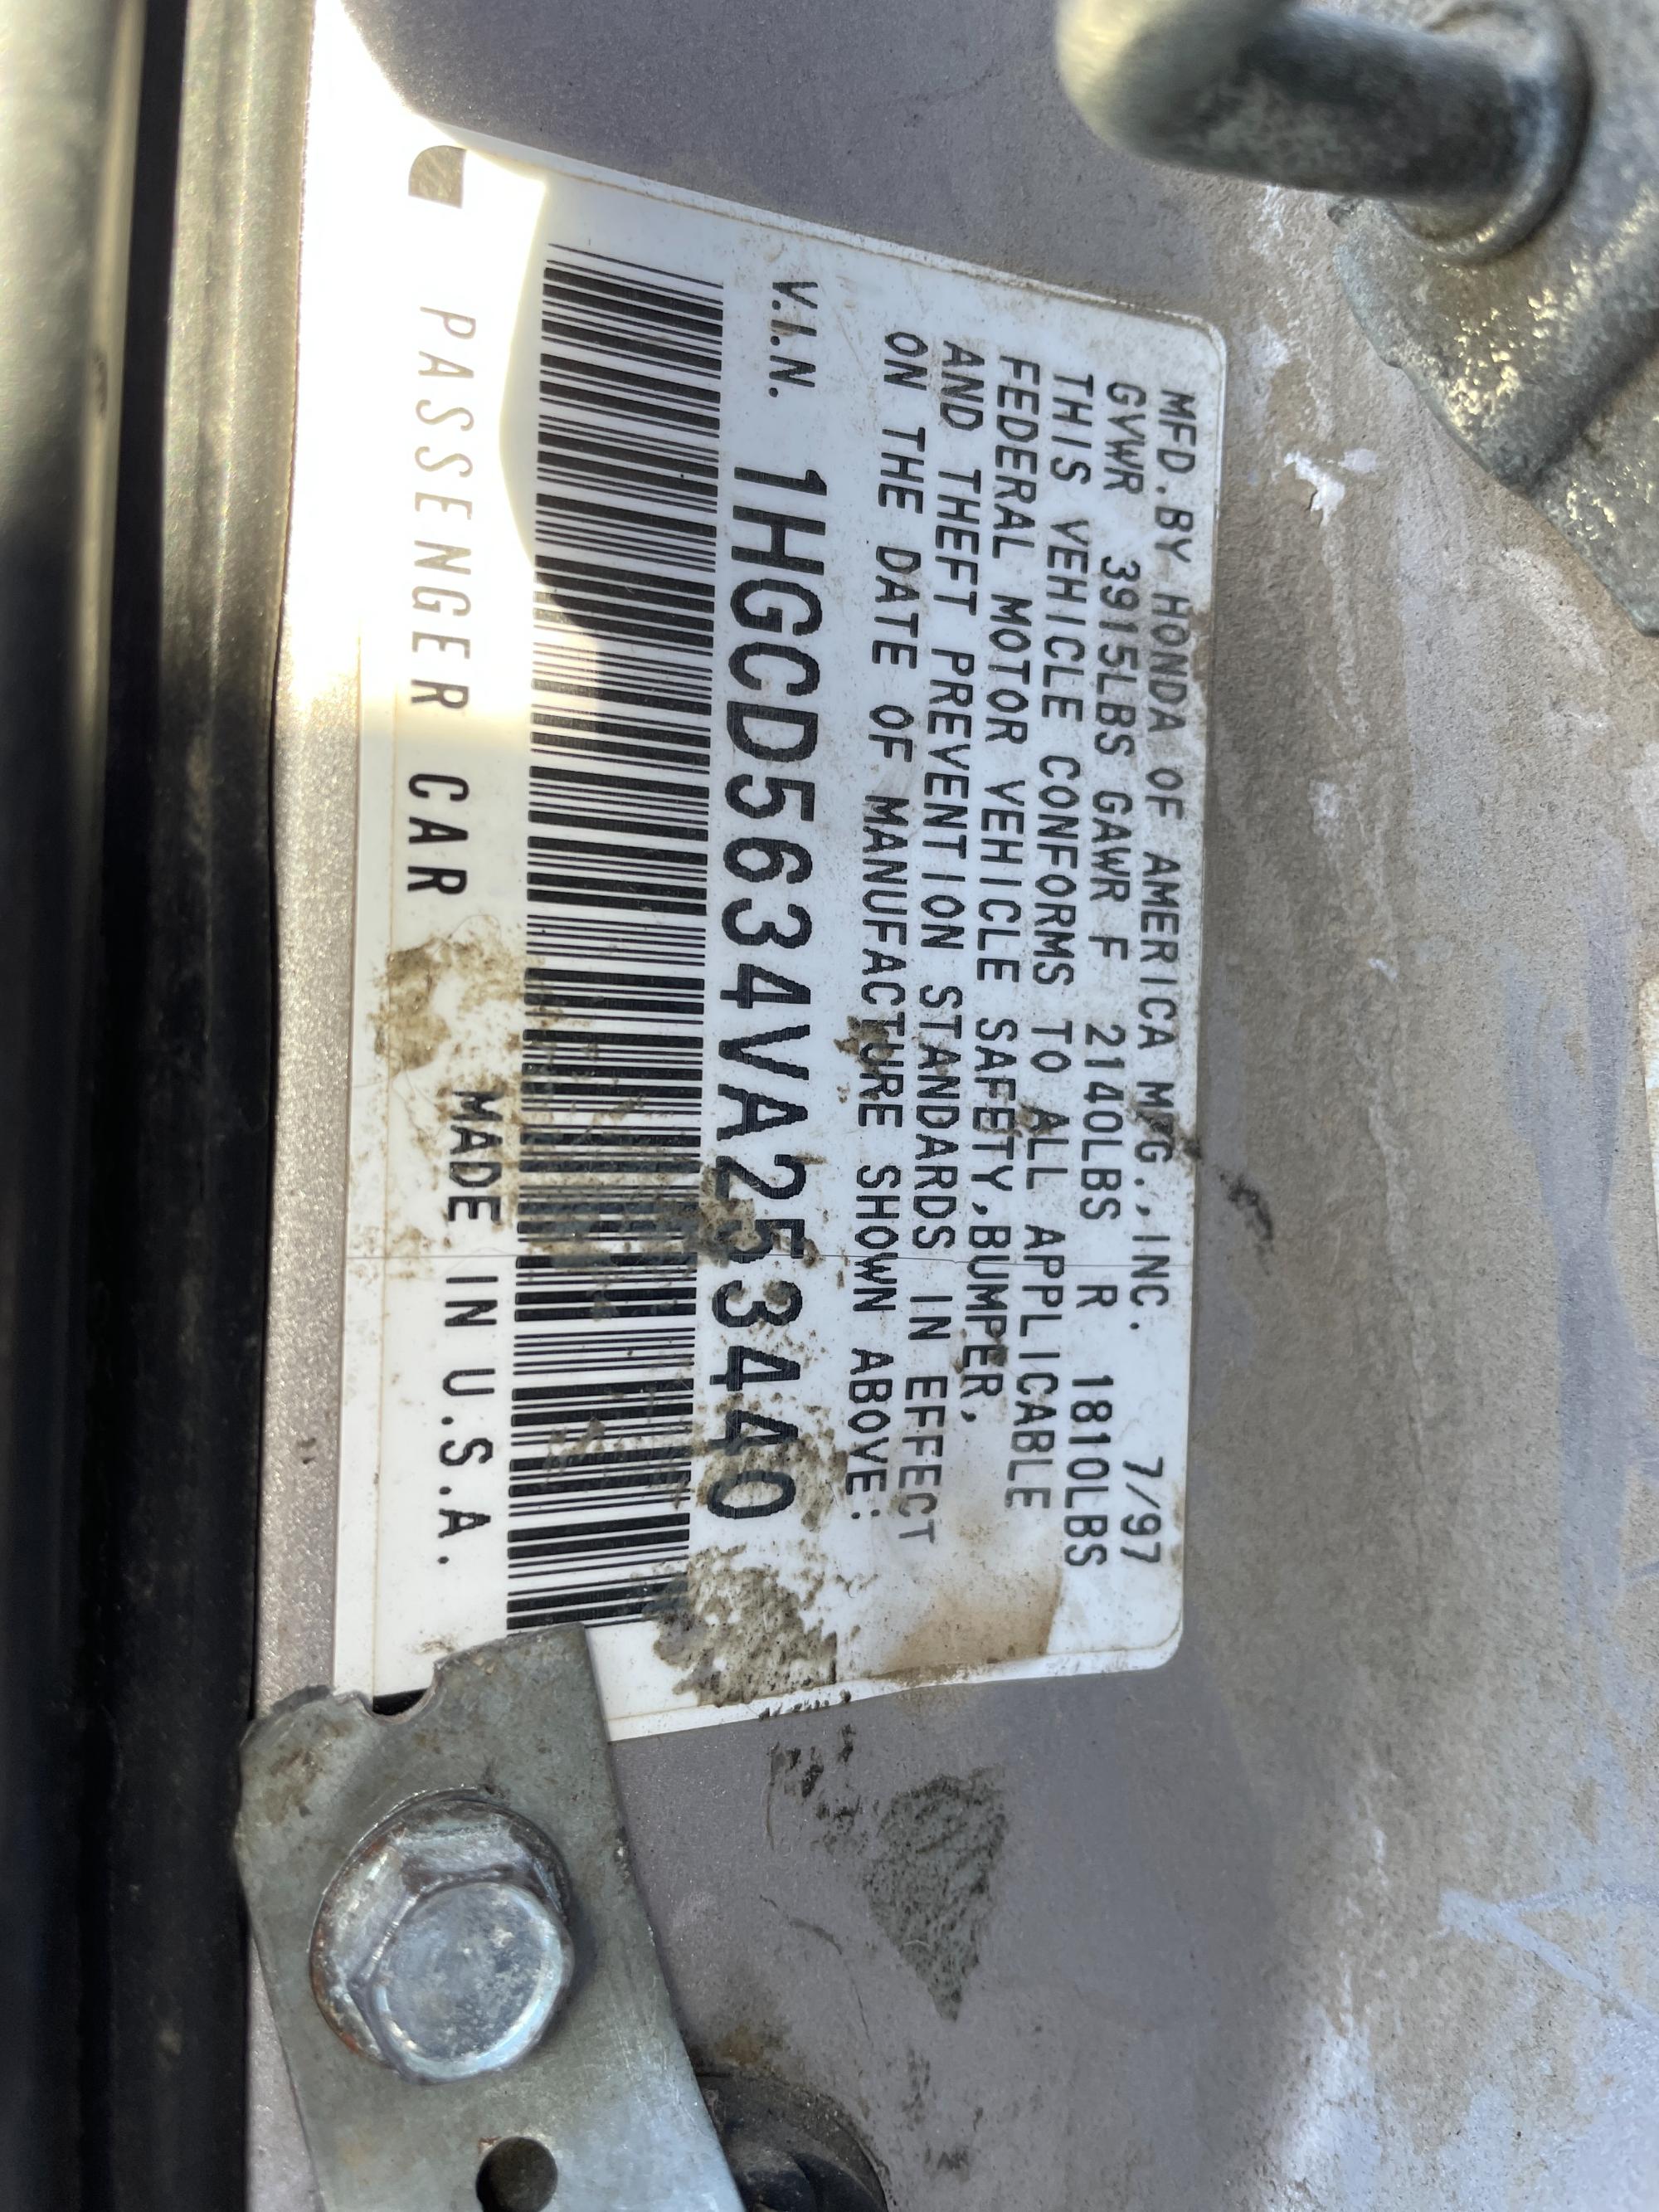 MFD.BY HONDA OF AMERICA MFG.,INC. 7/97
GVWR 3915LBS GAWR F 2140LBS R 1810LBS
THIS VEHICLE CONFORMS TO ALL APPLICABLE
FEDERAL MOTOR VEHICLE SAFETY,BUMPER,
AND THEFT PREVENTION STANDARDS IN EFFECT
ON THE DATE OF MANUFACTURE SHOWN ABOVE:
V.I.N. 1HGCD5634VA253440
PASSENGER CAR MADE IN U.S.A.